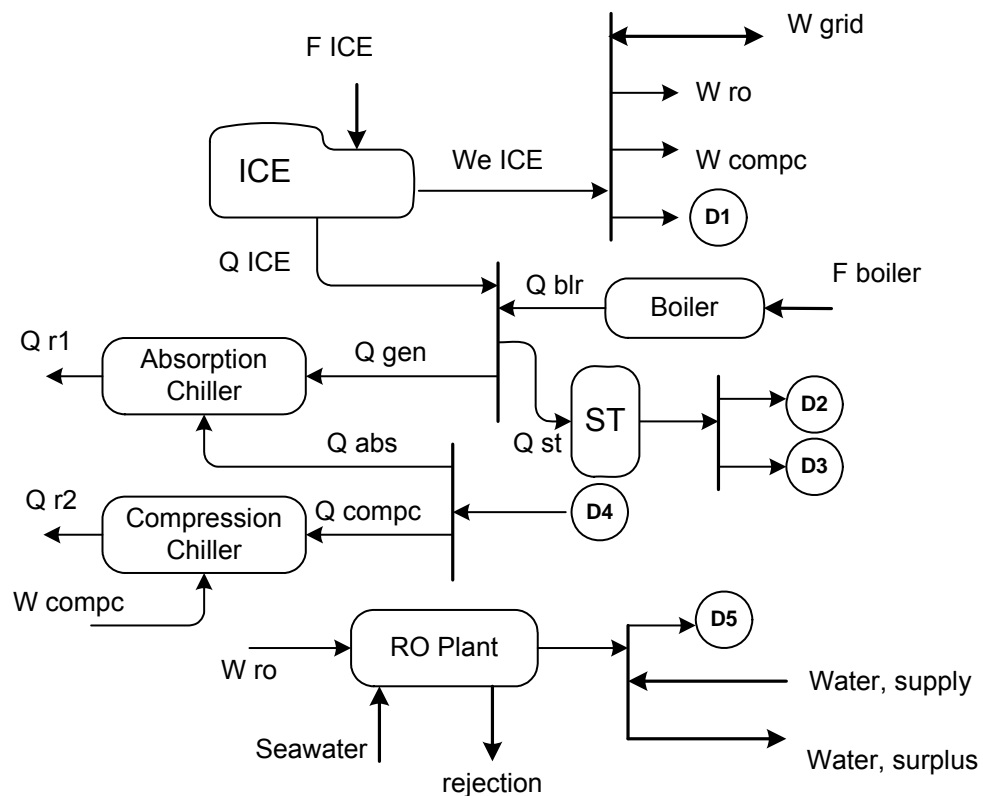 W grid
F ICE
W ro
ICE
We ICE
W compc
D1
Q ICE
Q blr
Boiler
F boiler
Q r1
Absorption
Chiller
Q gen
ST
D2
Q abs
Q st
D3
Q r2
Compression
Chiller
Q compc
D4
W compc
D5
W ro
RO Plant
Water, supply
Seawater
Water, surplus
rejection